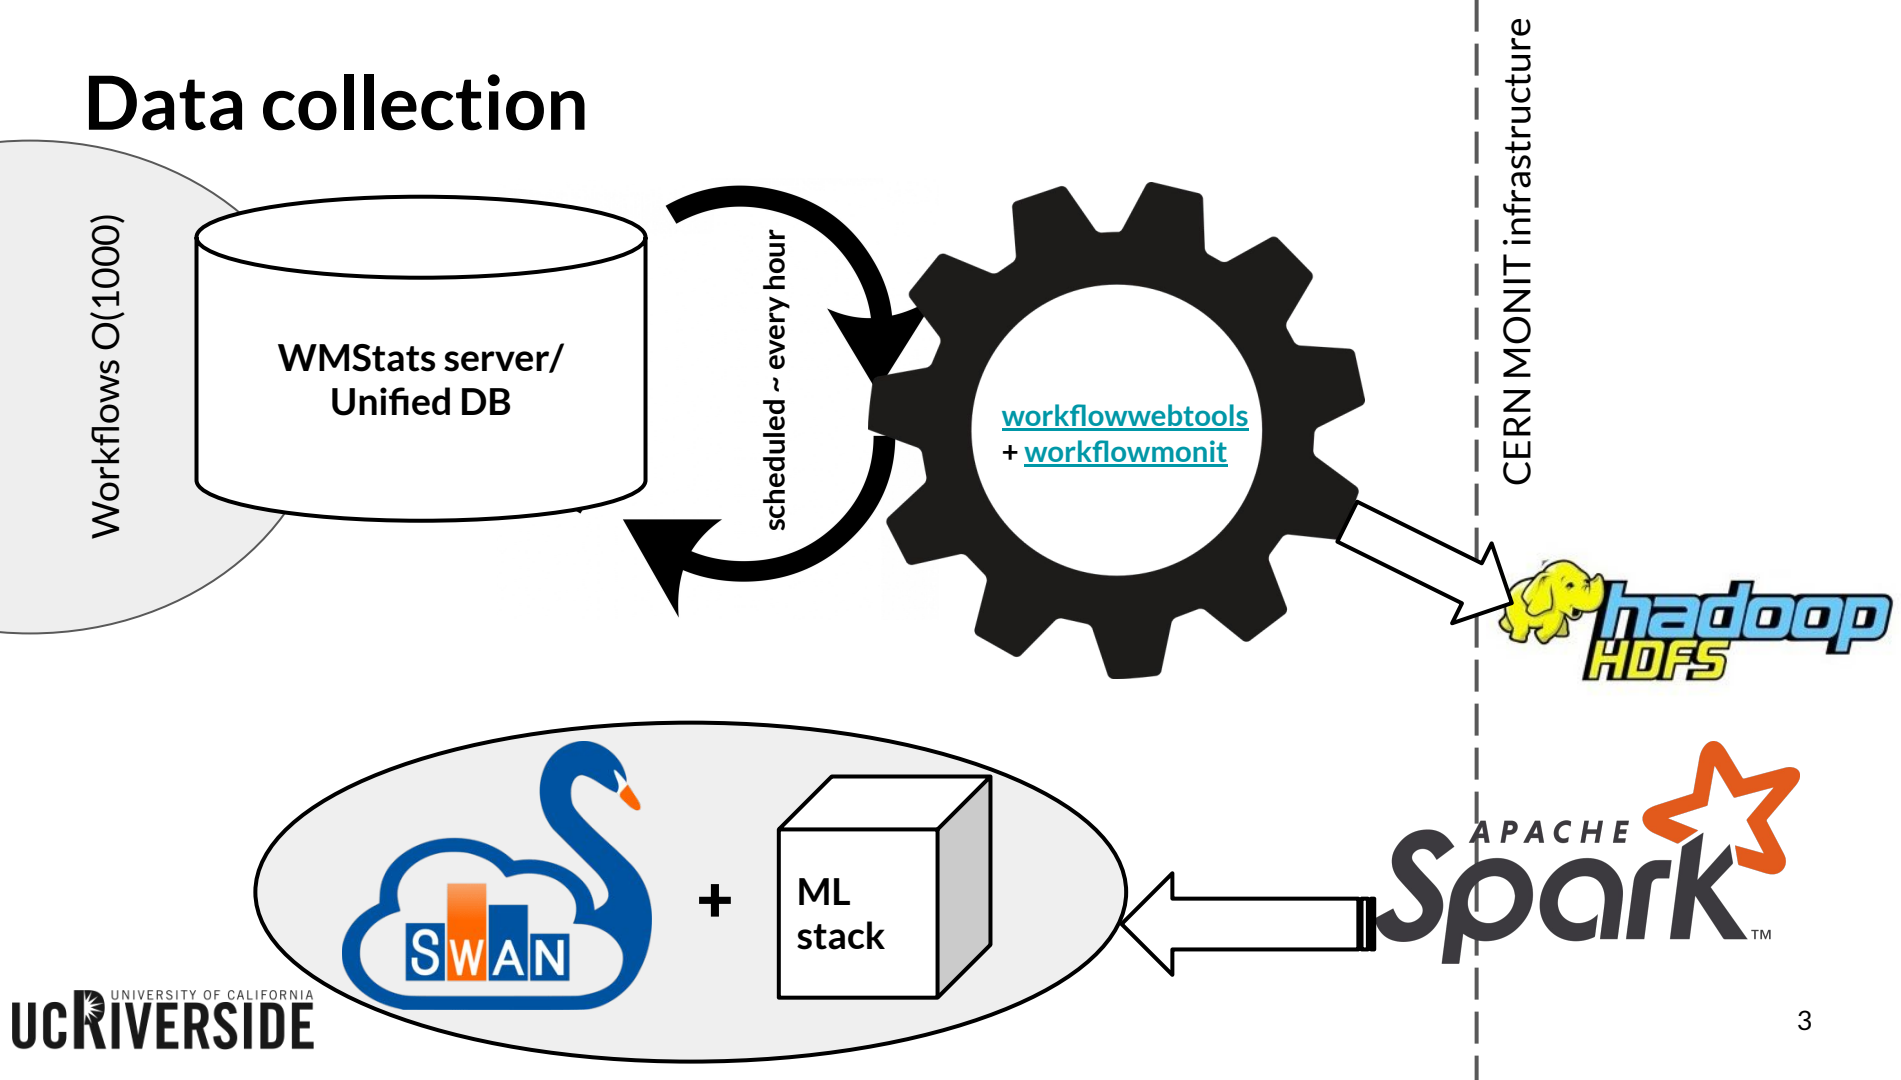 Data collection
Workflows O(1000)
WMStats server/
Unified DB
scheduled ~ every hour
workflowwebtools
+ workflowmonit
CERN MONIT infrastructure
hadoop
HDFS
SWAN
+
ML
stack
APACHE
Spark™
UNIVERSITY OF CALIFORNIA
UCRIVERSIDE
3